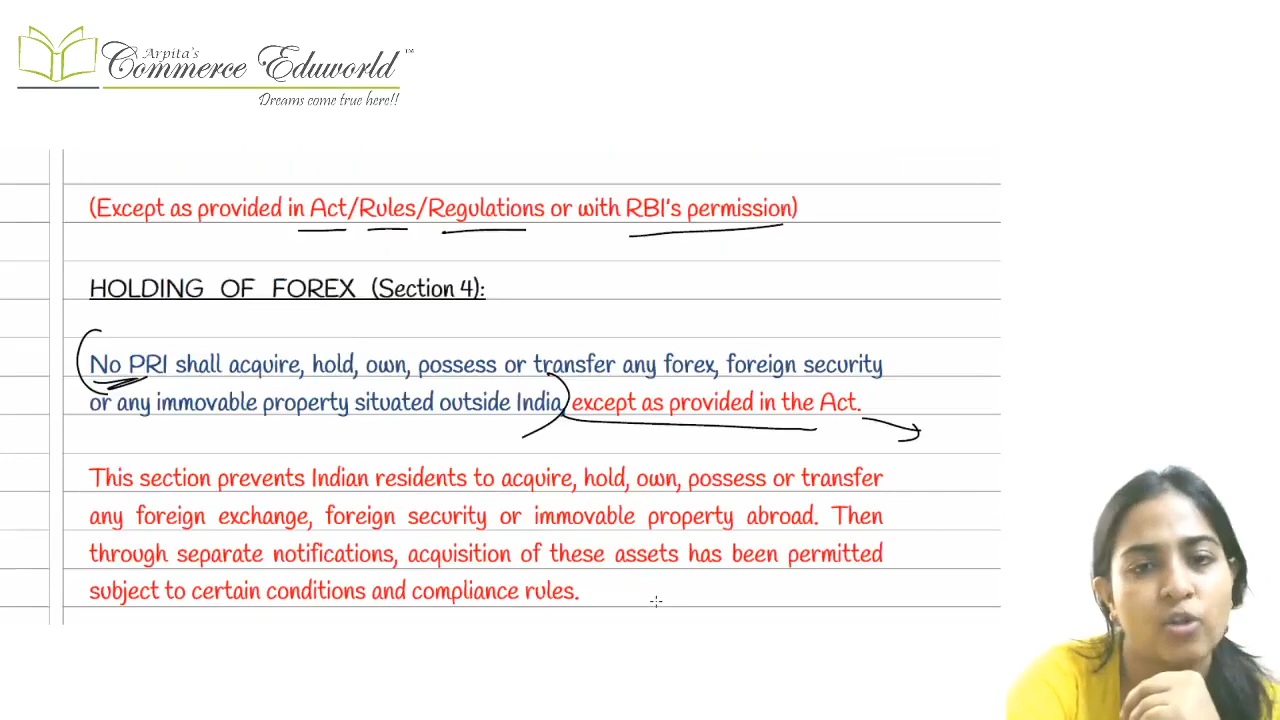 Arpita's
Commerce Eduworld™
Dreams come true here!!
(Except as provided in Act/Rules/Regulations or with RBI's permission)
HOLDING OF FOREX (Section 4):
No PRI shall acquire, hold, own, possess or transfer any forex, foreign security
or any immovable property situated outside India, except as provided in the Act.
This section prevents Indian residents to acquire, hold, own, possess or transfer
any foreign exchange, foreign security or immovable property abroad. Then
through separate notifications, acquisition of these assets has been permitted
subject to certain conditions and compliance rules.